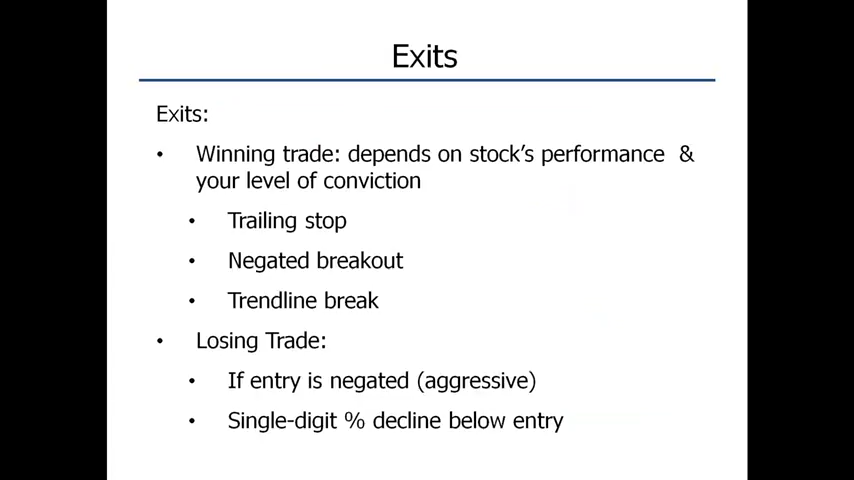 Exits
Exits:
• Winning trade: depends on stock’s performance & 
your level of conviction
• Trailing stop
• Negated breakout
• Trendline break
• Losing Trade:
• If entry is negated (aggressive)
• Single-digit % decline below entry